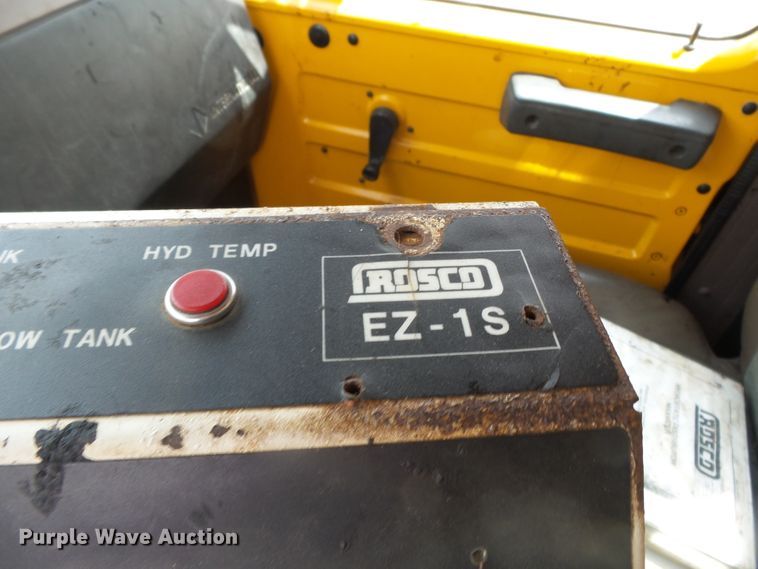 HYD TEMP
ROSCO
EZ-1S
OW TANK
ROSCO
Purple Wave Auction